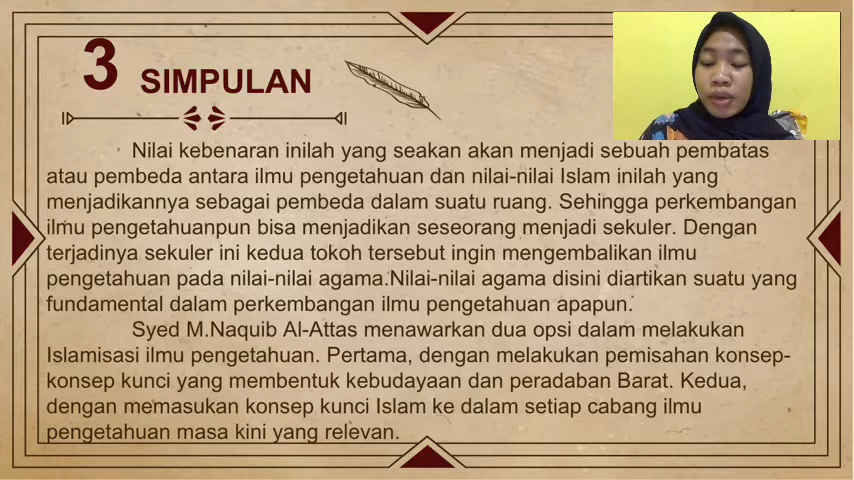 3 SIMPULAN
Nilai kebenaran inilah yang seakan akan menjadi sebuah pembatas
atau pembeda antara ilmu pengetahuan dan nilai-nilai Islam inilah yang
menjadikannya sebagai pembeda dalam suatu ruang. Sehingga perkembangan
ilmu pengetahuanpun bisa menjadikan seseorang menjadi sekuler. Dengan
terjadinya sekuler ini kedua tokoh tersebut ingin mengembalikan ilmu
pengetahuan pada nilai-nilai agama.Nilai-nilai agama disini diartikan suatu yang
fundamental dalam perkembangan ilmu pengetahuan apapun.
Syed M.Naquib Al-Attas menawarkan dua opsi dalam melakukan
Islamisasi ilmu pengetahuan. Pertama, dengan melakukan pemisahan konsep-
konsep kunci yang membentuk kebudayaan dan peradaban Barat. Kedua,
dengan memasukan konsep kunci Islam ke dalam setiap cabang ilmu
pengetahuan masa kini yang relevan.